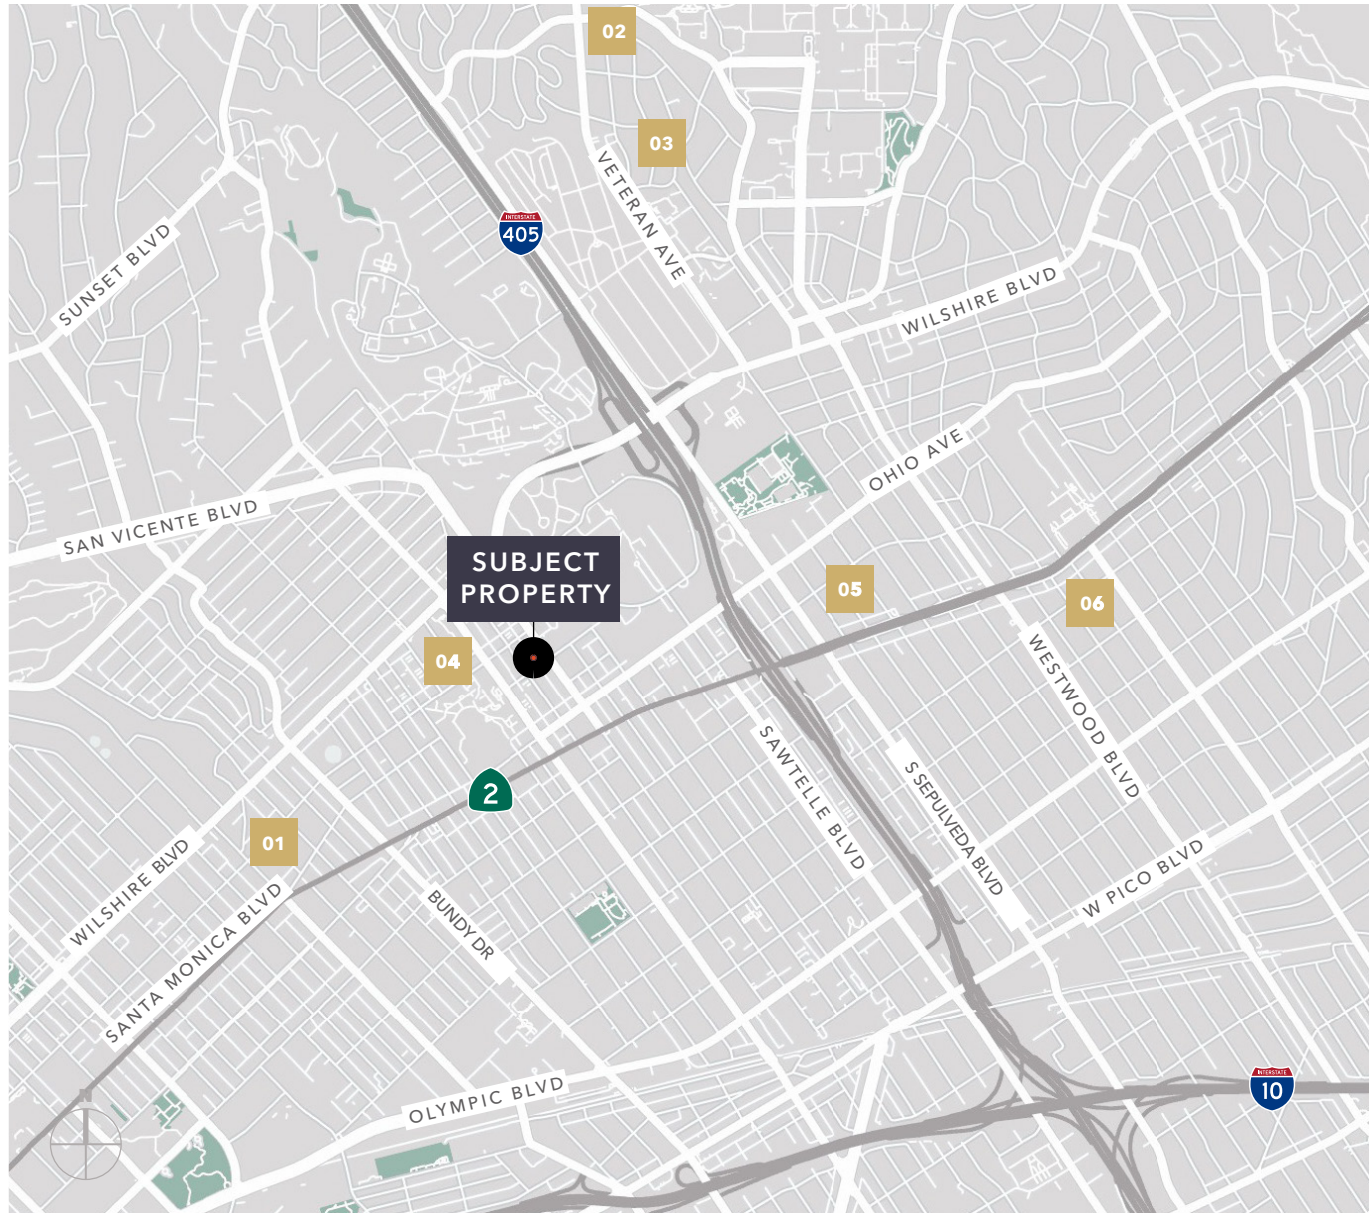 02
03
VETERAN AVE
INTERSTATE
405
SUNSET BLVD
WILSHIRE BLVD
OHIO AVE
SAN VICENTE BLVD
SUBJECT
PROPERTY
05
06
04
WESTWOOD BLVD
SAWTELLE BLVD
S SEPULVEDA BLVD
2
01
WILSHIRE BLVD
W PICO BLVD
SANTA MONICA BLVD
BUNDY DR
OLYMPIC BLVD
INTERSTATE
10
N